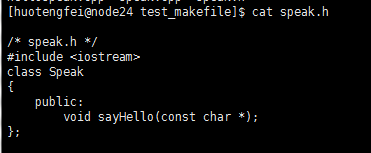 [huotengfei@node24 test_makefile]$ cat speak.h
/* speak.h */
#include <iostream>
class Speak
{
    public:
        void sayHello(const char *);
};